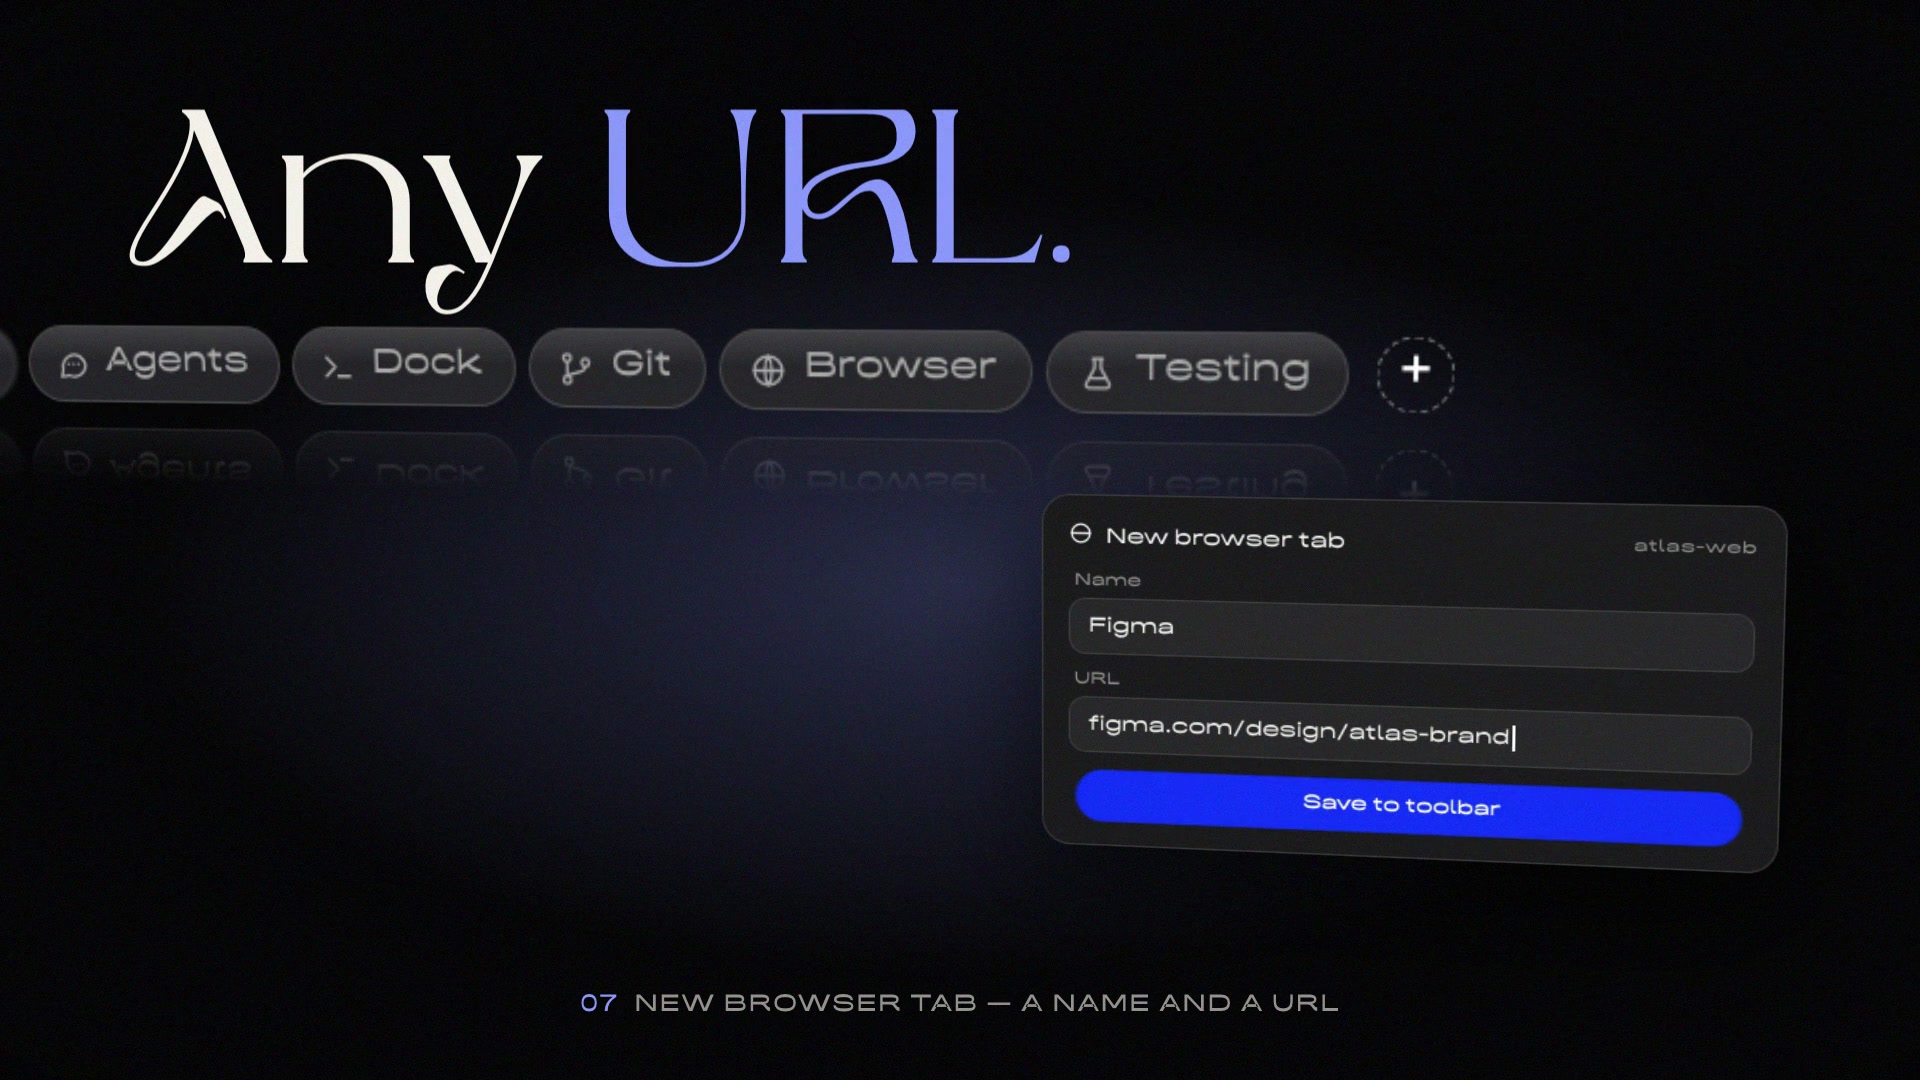 Any URL.
Agents Dock Git Browser Testing +
New browser tab atlas-web
Name
Figma
URL
figma.com/design/atlas-brand
Save to toolbar
07 NEW BROWSER TAB — A NAME AND A URL